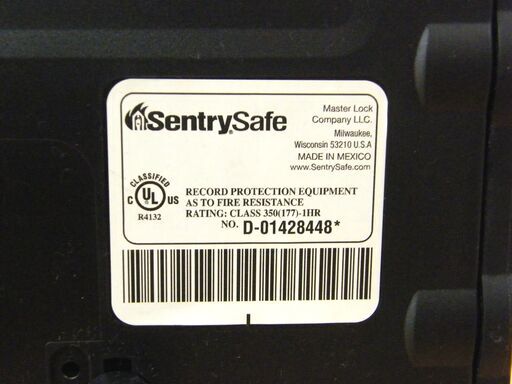 SentrySafe
Master Lock
Company LLC.
Milwaukee,
Wisconsin 53210 U.S.A
MADE IN MEXICO
www.SentrySafe.com
CLASSIFIED
C UL US
R4132
RECORD PROTECTION EQUIPMENT
AS TO FIRE RESISTANCE
RATING: CLASS 350(177)-1HR
NO. D-01428448*